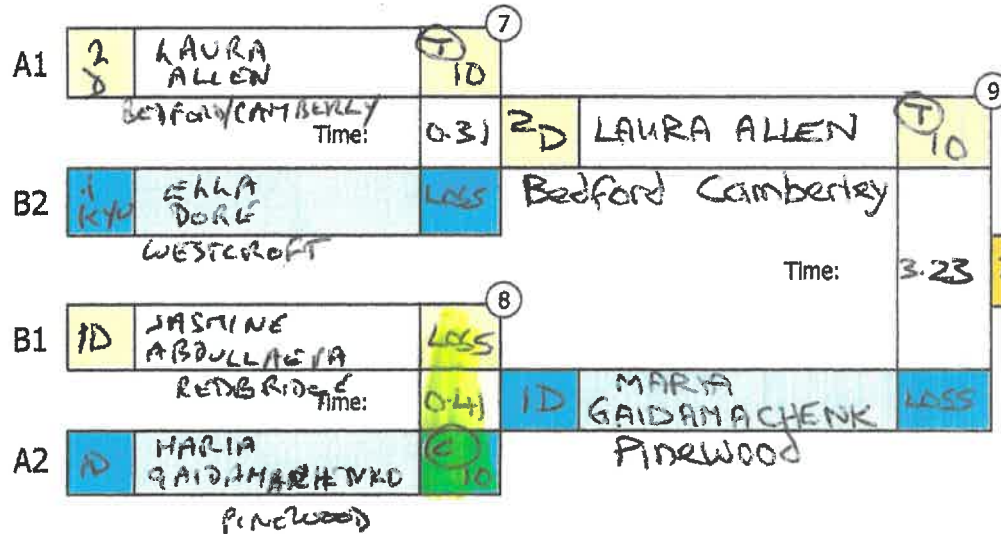 7
A1 2 D LAURA ALLEN T 10
BEDFORD/CAMBERLY
Time: 0.31
B2 1 KYU ELLA DORE LOSS
WESTCROFT
9
2D LAURA ALLEN T 10
Bedford Camberley
Time: 3.23
8
B1 1D JASMINE ABDULLAEVA LOSS
REDBRIDGE
Time: 0.41
A2 1D MARIA GAIDAMACHENKO 10
PINEWOOD
1D MARIA GAIDAMACHENK LOSS
Pinewood